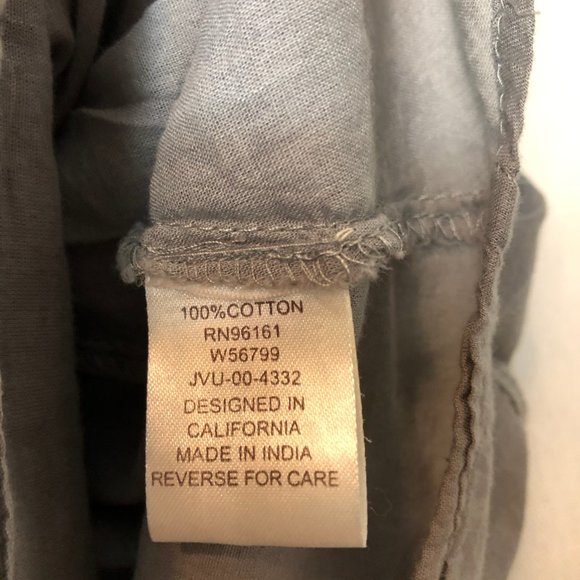 100%COTTON
RN96161
W56799
JVU-00-4332
DESIGNED IN
CALIFORNIA
MADE IN INDIA
REVERSE FOR CARE